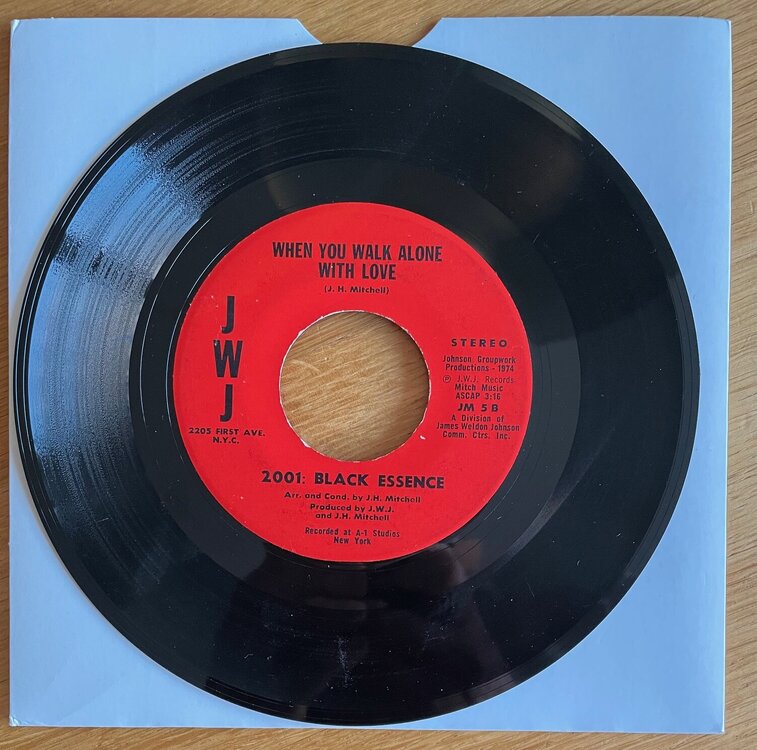 WHEN YOU WALK ALONE
WITH LOVE
(J. H. Mitchell)
J
W
J
2205 FIRST AVE.
N.Y.C.
STEREO
Johnson Groupwork
Productions - 1974
℗ J.W.J. Records
Mitch Music
ASCAP 3:16
JM 5 B
A Division of
James Weldon Johnson
Comm. Ctrs. Inc.
2001: BLACK ESSENCE
Arr. and Cond. by J.H. Mitchell
Produced by J.W.J.
and J.H. Mitchell
Recorded at A-1 Studios
New York